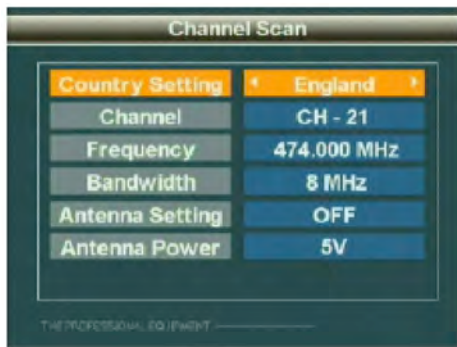 Channel Scan
Country Setting England
Channel CH - 21
Frequency 474.000 MHz
Bandwidth 8 MHz
Antenna Setting OFF
Antenna Power 5V
THE PROFESSIONAL EQUIPMENT